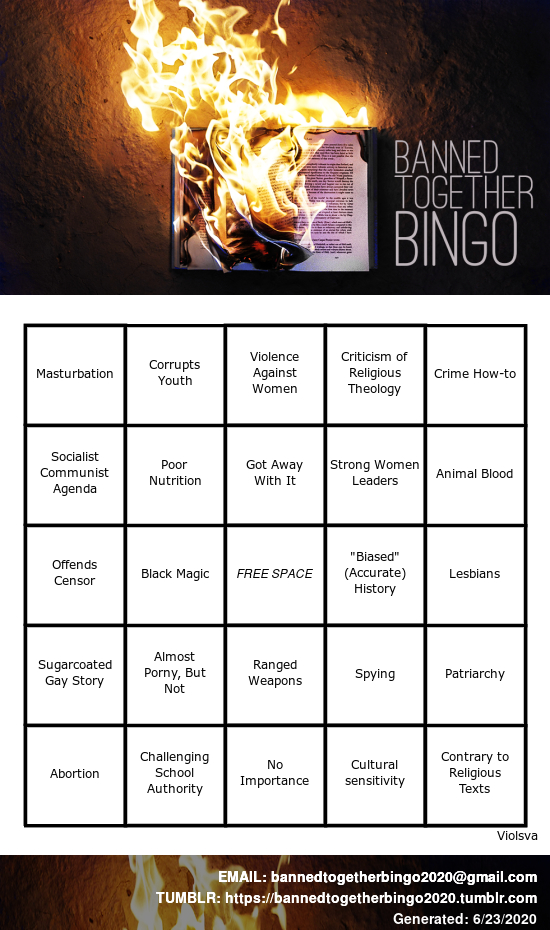 BANNED
TOGETHER
BINGO
Masturbation
Corrupts
Youth
Violence
Against
Women
Criticism of
Religious
Theology
Crime How-to
Socialist
Communist
Agenda
Poor
Nutrition
Got Away
With It
Strong Women
Leaders
Animal Blood
Offends
Censor
Black Magic
FREE SPACE
"Biased"
(Accurate)
History
Lesbians
Sugarcoated
Gay Story
Almost
Porny, But
Not
Ranged
Weapons
Spying
Patriarchy
Abortion
Challenging
School
Authority
No
Importance
Cultural
sensitivity
Contrary to
Religious
Texts
Violsva
EMAIL: bannedtogetherbingo2020@gmail.com
TUMBLR: https://bannedtogetherbingo2020.tumblr.com
Generated: 6/23/2020